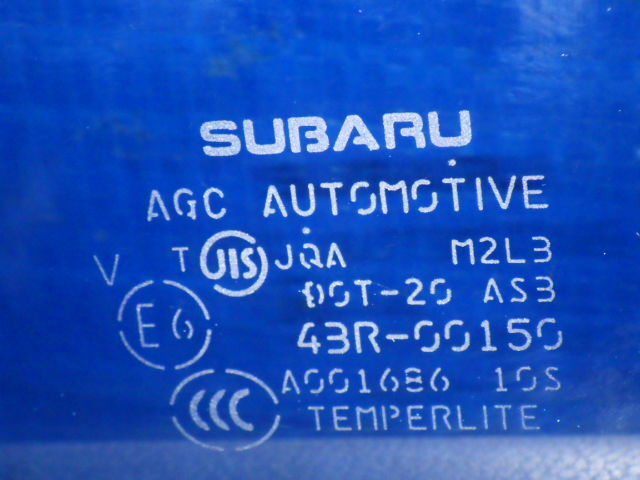 SUBARU
AGC AUTOMOTIVE
V T JIS JQA M2L3
DOT-20 AS3
E6 43R-00150
CCC A001686 10S
TEMPERLITE